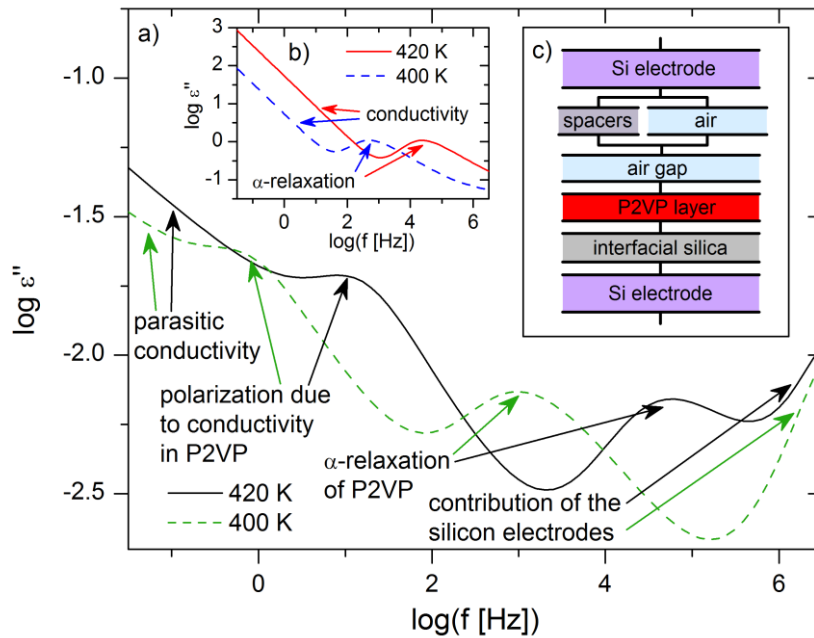 a)
b)
420 K
400 K
conductivity
α-relaxation
log ε''
3
2
1
0
-1
0
2
4
6
log(f [Hz])
c)
Si electrode
spacers
air
air gap
P2VP layer
interfacial silica
Si electrode
-1.0
-1.5
-2.0
-2.5
log ε''
parasitic
conductivity
polarization due
to conductivity
in P2VP
α-relaxation
of P2VP
contribution of the
silicon electrodes
420 K
400 K
0
2
4
6
log(f [Hz])